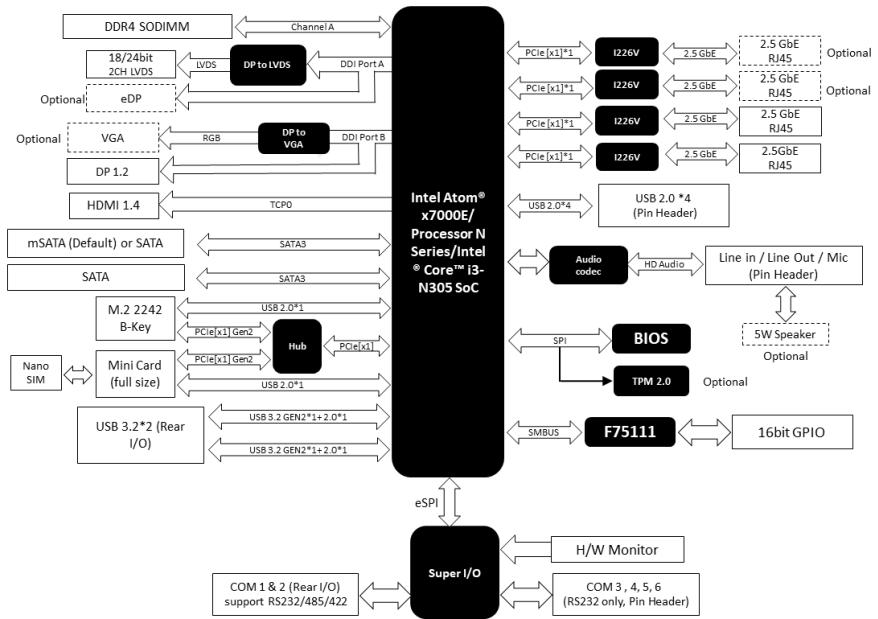 DDR4 SODIMM
Channel A
18/24bit
2CH LVDS
LVDS
DP to LVDS
DDI Port A
Optional
eDP
Optional
VGA
RGB
DP to
VGA
DDI Port B
DP 1.2
HDMI 1.4
TCP0
mSATA (Default) or SATA
SATA3
SATA
SATA3
M.2 2242
B-Key
USB 2.0*1
PCIe[x1] Gen2
Hub
PCIe[x1]
Nano
SIM
Mini Card
(full size)
PCIe[x1] Gen2
USB 2.0*1
USB 3.2*2 (Rear
I/O)
USB 3.2 GEN2*1+ 2.0*1
USB 3.2 GEN2*1+ 2.0*1
Intel Atom®
x7000E/
Processor N
Series/Intel
® Core™ i3-
N305 SoC
PCIe [x1]*1
I226V
2.5 GbE
2.5 GbE
RJ45
Optional
PCIe [x1]*1
I226V
2.5 GbE
2.5 GbE
RJ45
Optional
PCIe [x1]*1
I226V
2.5 GbE
2.5 GbE
RJ45
PCIe [x1]*1
I226V
2.5 GbE
2.5GbE
RJ45
USB 2.0*4
USB 2.0 *4
(Pin Header)
Audio
codec
HD Audio
Line in / Line Out / Mic
(Pin Header)
5W Speaker
Optional
SPI
BIOS
TPM 2.0
Optional
SMBUS
F75111
16bit GPIO
eSPI
Super I/O
H/W Monitor
COM 1 & 2 (Rear I/O)
support RS232/485/422
COM 3 , 4, 5, 6
(RS232 only, Pin Header)